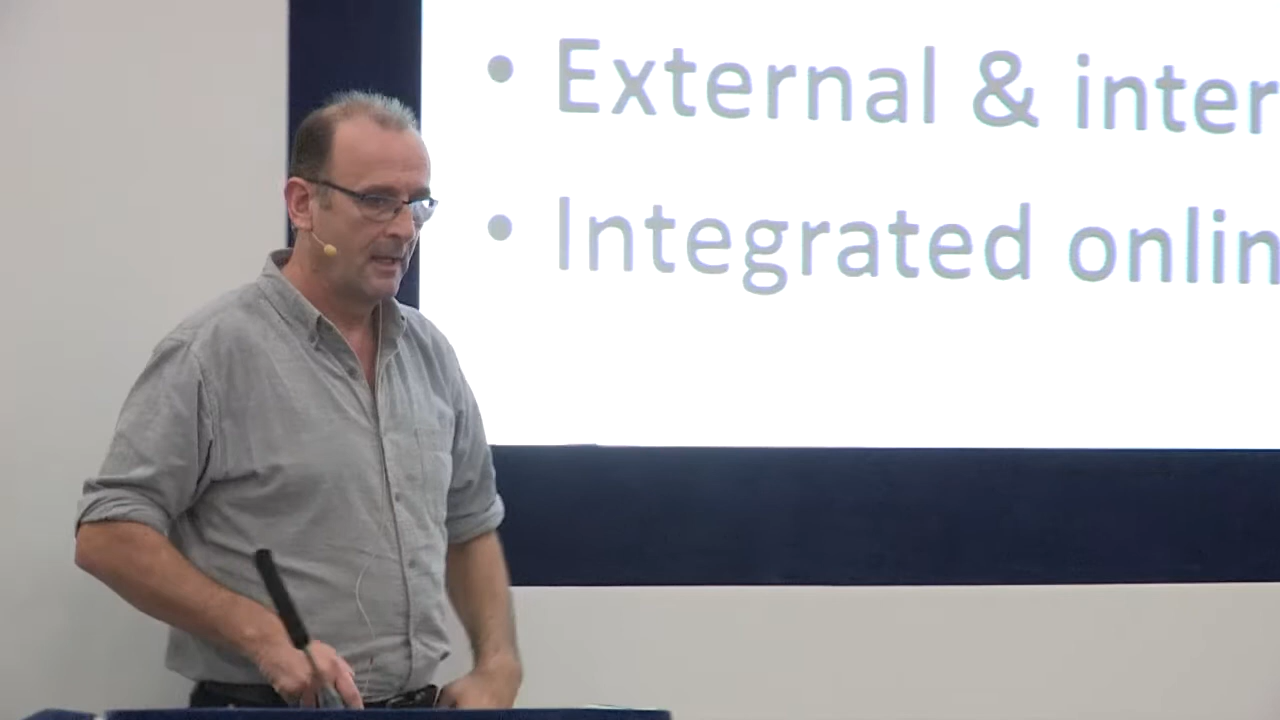 • External & inter
• Integrated onlin